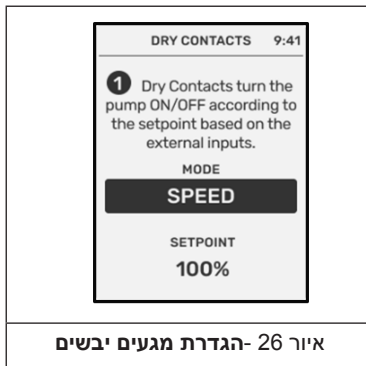 DRY CONTACTS 9:41
1 Dry Contacts turn the
pump ON/OFF according to
the setpoint based on the
external inputs.
MODE
SPEED
SETPOINT
100%
איור 26 -הגדרת מגעים יבשים